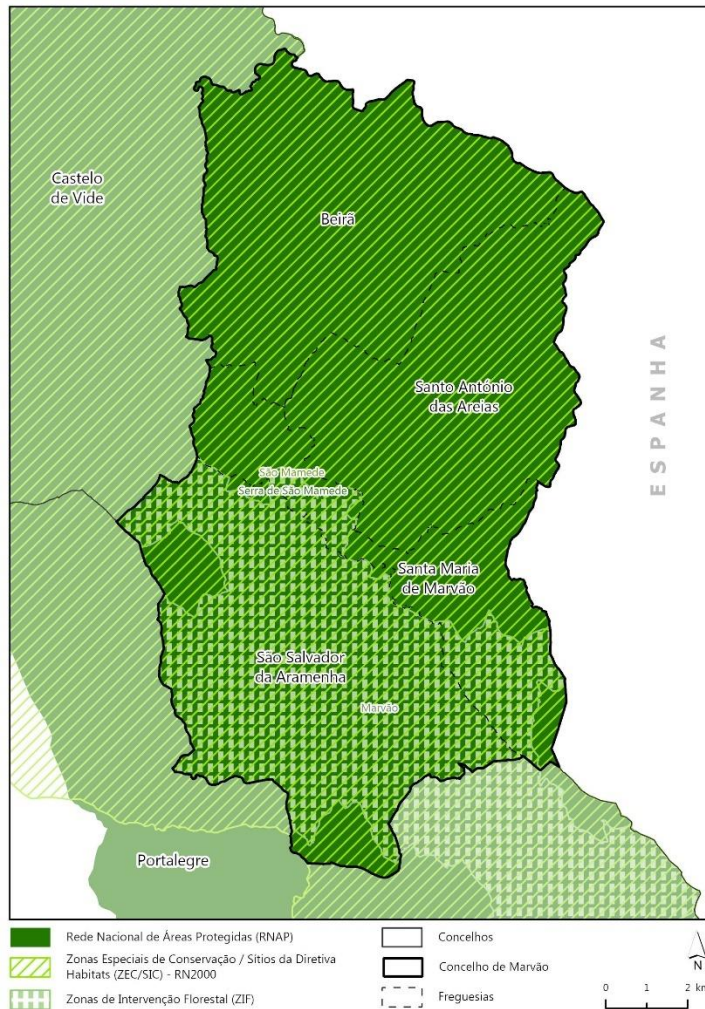 Castelo
de Vide
Beirã
Santo António
das Areias
ESPANHA
São Mamede
Serra de São Mamede
Santa Maria
de Marvão
São Salvador
da Aramenha
Marvão
Portalegre
Rede Nacional de Áreas Protegidas (RNAP)
Zonas Especiais de Conservação / Sítios da Diretiva
Habitats (ZEC/SIC) - RN2000
Zonas de Intervenção Florestal (ZIF)
Concelhos
Concelho de Marvão
Freguesias
N
0 1 2 km